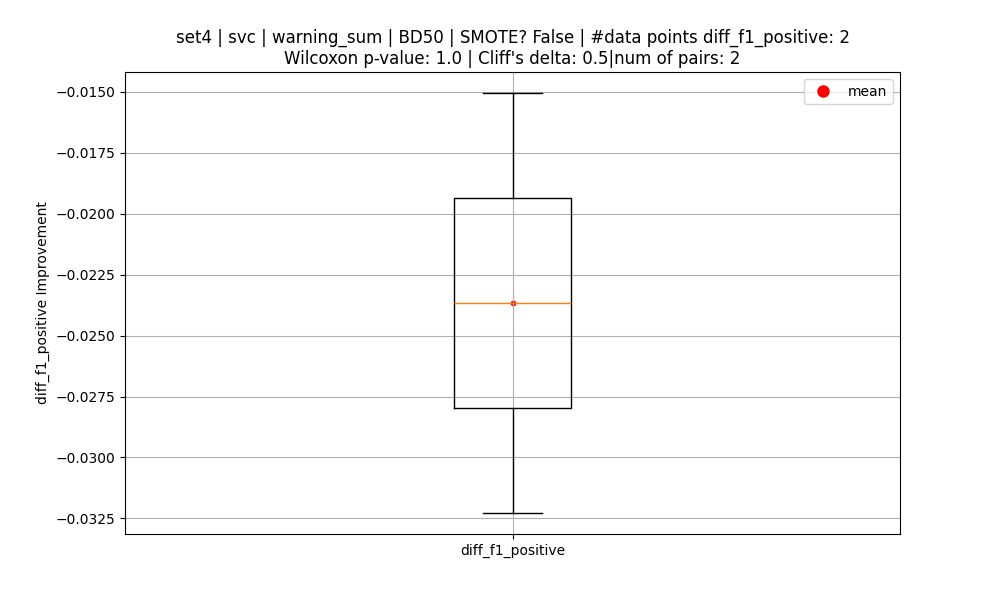 set4 | svc | warning_sum | BD50 | SMOTE? False | #data points diff_f1_positive: 2
Wilcoxon p-value: 1.0 | Cliff's delta: 0.5|num of pairs: 2
mean
diff_f1_positive Improvement
−0.0150
−0.0175
−0.0200
−0.0225
−0.0250
−0.0275
−0.0300
−0.0325
diff_f1_positive